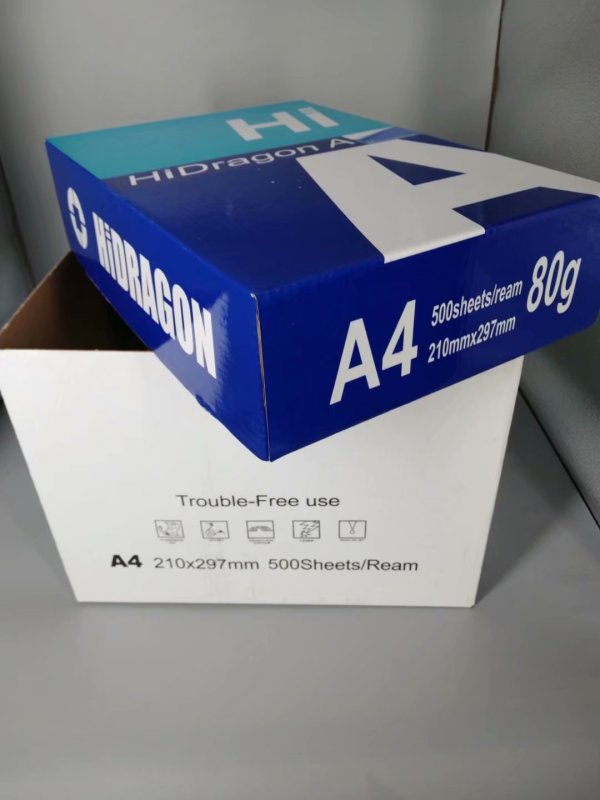 Hi
HiDragon A
HiDRAGON
A4
500sheets/ream
210mmx297mm
80g
Trouble-Free use
A4 210x297mm 500Sheets/Ream